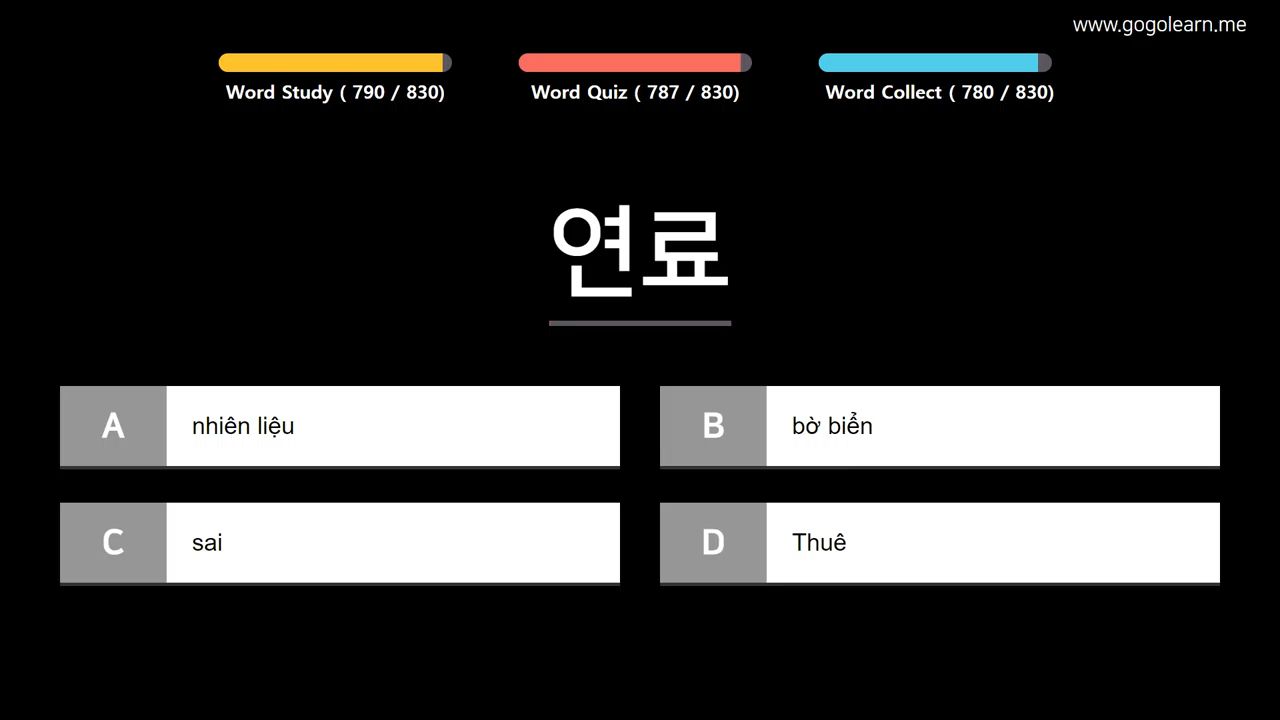 www.gogolearn.me
Word Study ( 790 / 830)
Word Quiz ( 787 / 830)
Word Collect ( 780 / 830)
연료
A nhiên liệu
B bờ biển
C sai
D Thuê